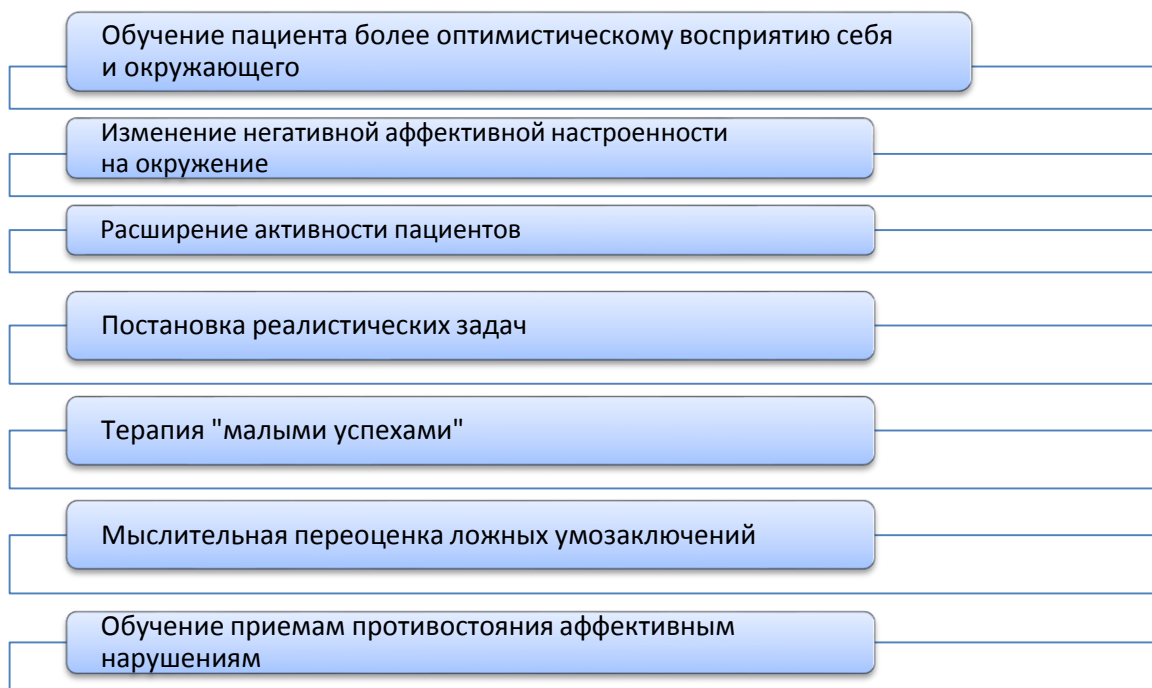 Обучение пациента более оптимистическому восприятию себя
и окружающего
Изменение негативной аффективной настроенности
на окружение
Расширение активности пациентов
Постановка реалистических задач
Терапия "малыми успехами"
Мыслительная переоценка ложных умозаключений
Обучение приемам противостояния аффективным
нарушениям